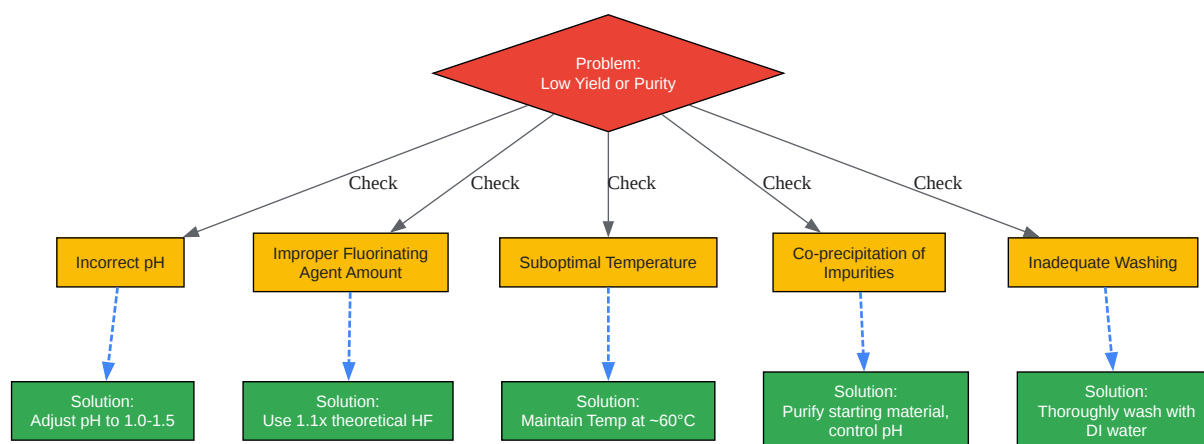 Problem:
Low Yield or Purity
Check
Check
Check
Check
Check
Incorrect pH
Improper Fluorinating
Agent Amount
Suboptimal Temperature
Co-precipitation of
Impurities
Inadequate Washing
Solution:
Adjust pH to 1.0-1.5
Solution:
Use 1.1x theoretical HF
Solution:
Maintain Temp at ~60°C
Solution:
Purify starting material,
control pH
Solution:
Thoroughly wash with
DI water